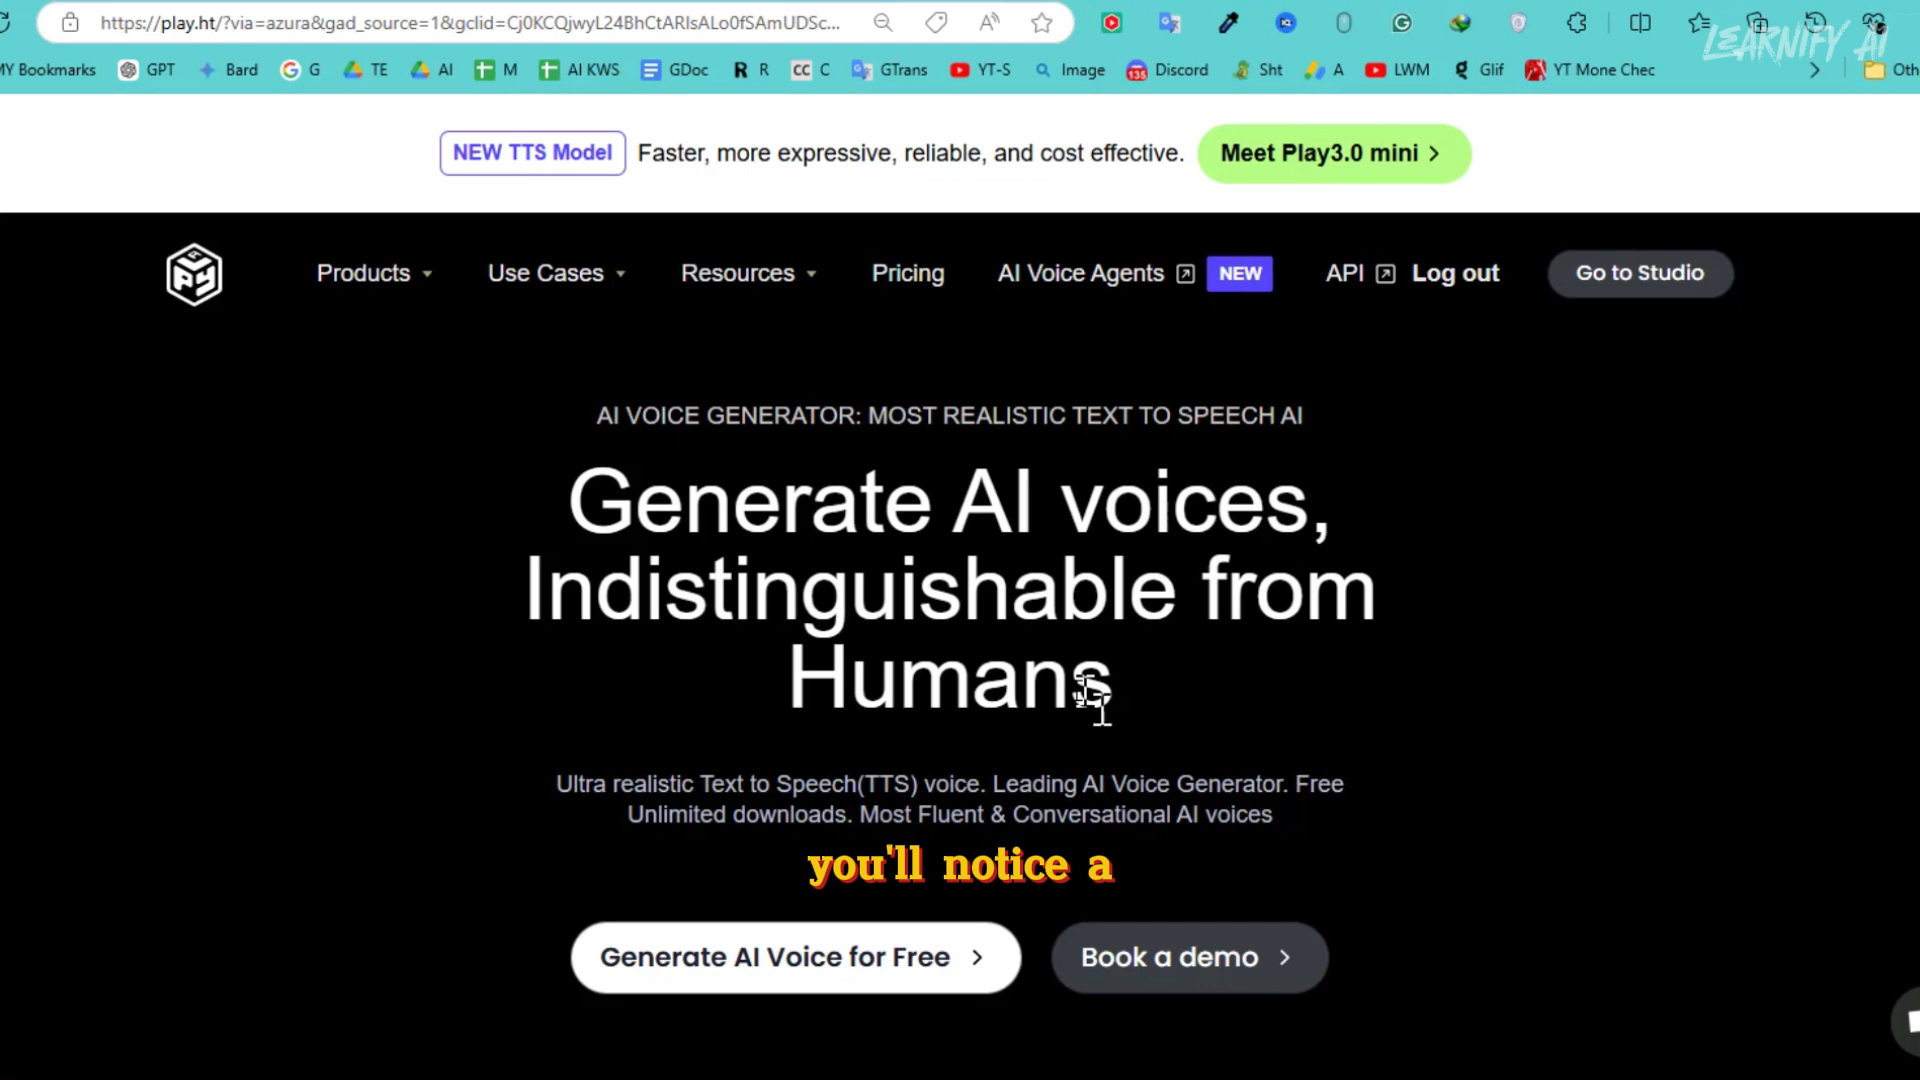 https://play.ht/?via=azura&gad_source=1&gclid=Cj0KCQjwyL24BhCtARIsALo0fSAmUDSc...
LEARNIFY AI
MY Bookmarks GPT Bard G TE AI M AI KWS GDoc R CC C GTrans YT-S Image 135 Discord Sht A LWM Glif YT Mone Chec Oth
NEW TTS Model Faster, more expressive, reliable, and cost effective. Meet Play3.0 mini >
Products Use Cases Resources Pricing AI Voice Agents NEW API Log out Go to Studio
AI VOICE GENERATOR: MOST REALISTIC TEXT TO SPEECH AI
Generate AI voices,
Indistinguishable from
Humans
Ultra realistic Text to Speech(TTS) voice. Leading AI Voice Generator. Free
Unlimited downloads. Most Fluent & Conversational AI voices
you'll notice a
Generate AI Voice for Free > Book a demo >